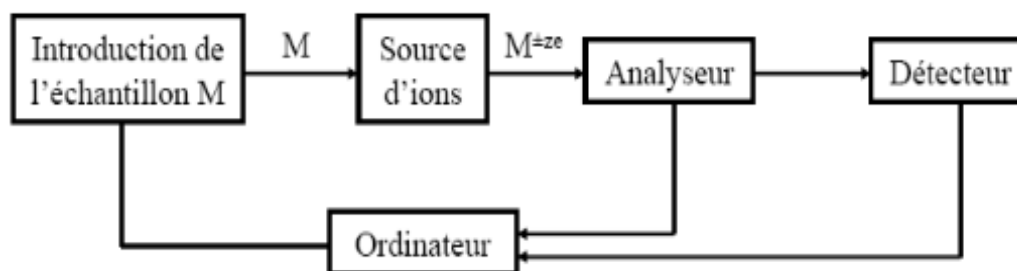 Introduction de
l'échantillon M
M
Source
d'ions
M±ze
Analyseur
Détecteur
Ordinateur